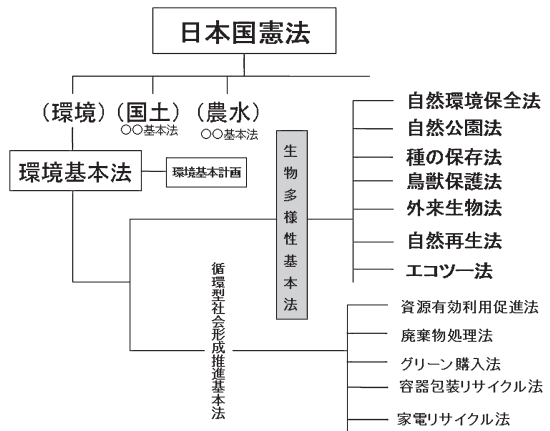 日本国憲法
(環境)
(国土)
(農水)
○○基本法
○○基本法
環境基本法
環境基本計画
生物多様性基本法
自然環境保全法
自然公園法
種の保存法
鳥獣保護法
外来生物法
自然再生法
エコツー法
循環型社会形成推進基本法
資源有効利用促進法
廃棄物処理法
グリーン購入法
容器包装リサイクル法
家電リサイクル法